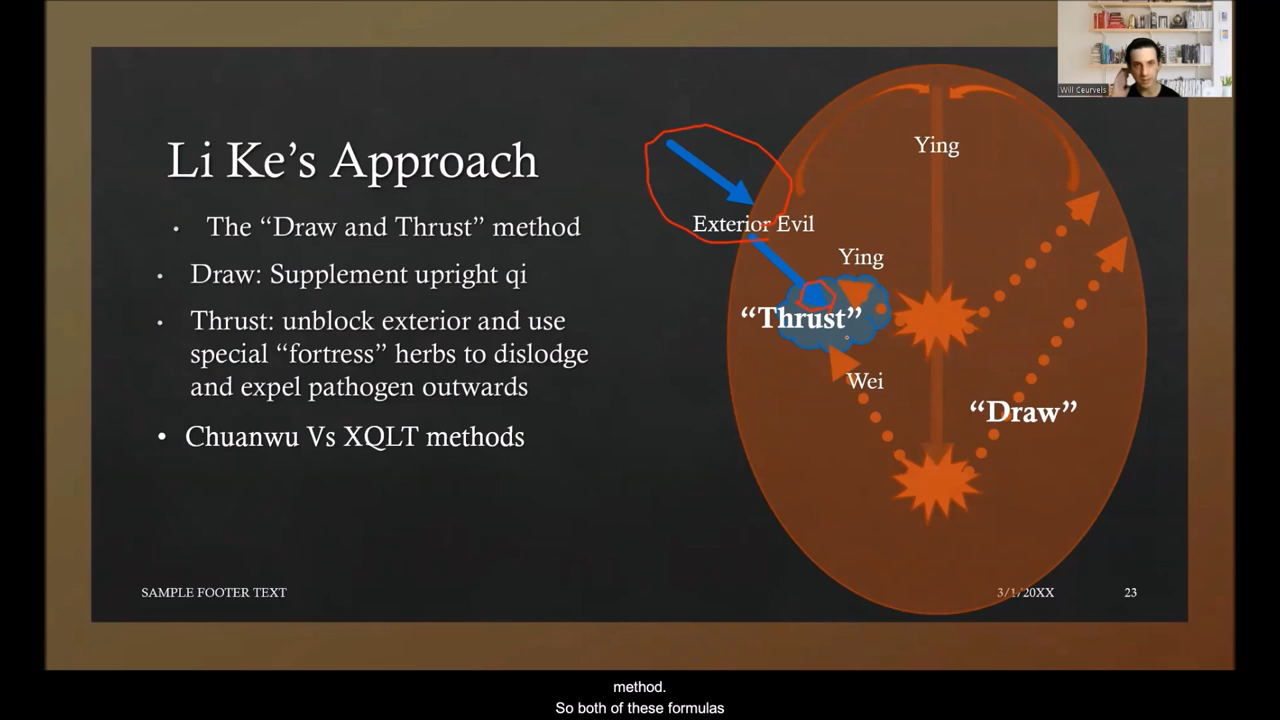 Will Ceurvels
Li Ke’s Approach
• The “Draw and Thrust” method
• Draw: Supplement upright qi
• Thrust: unblock exterior and use
special “fortress” herbs to dislodge
and expel pathogen outwards
• Chuanwu Vs XQLT methods
Ying
Exterior Evil
Ying
“Thrust”
Wei
“Draw”
SAMPLE FOOTER TEXT
3/1/20XX
23
method.
So both of these formulas